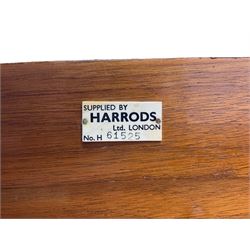 SUPPLIED BY
HARRODS
Ltd. LONDON
No. H 61525